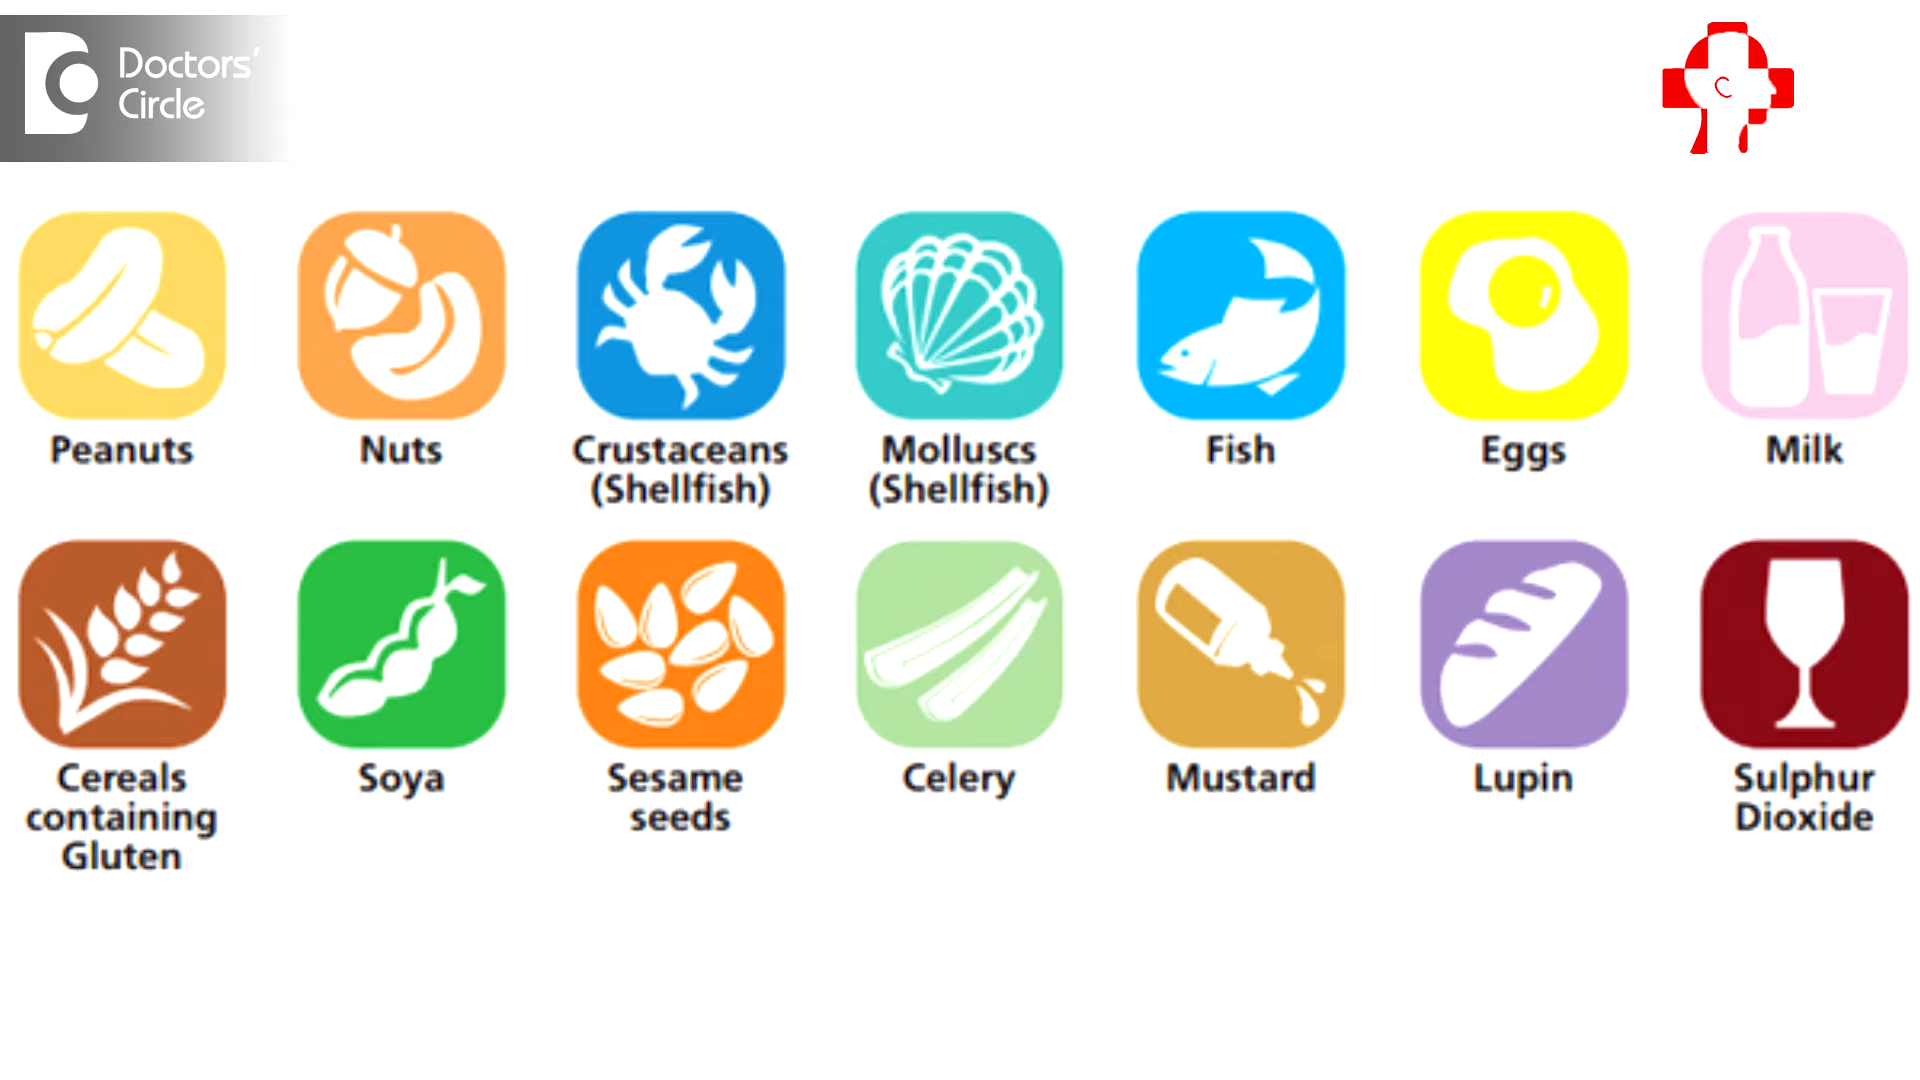 Doctors'
Circle
Peanuts
Nuts
Crustaceans
(Shellfish)
Molluscs
(Shellfish)
Fish
Eggs
Milk
Cereals
containing
Gluten
Soya
Sesame
seeds
Celery
Mustard
Lupin
Sulphur
Dioxide